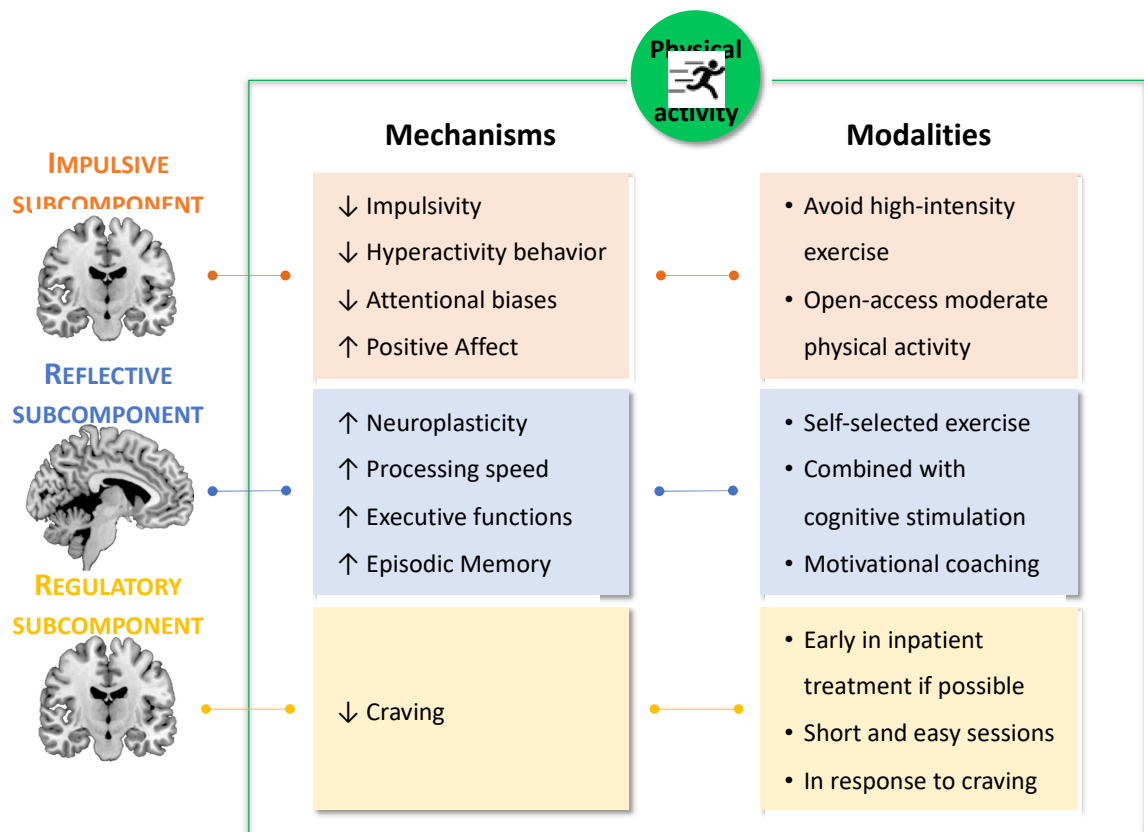 Physical
activity
Mechanisms
Modalities
IMPULSIVE
SUBCOMPONENT
↓ Impulsivity
↓ Hyperactivity behavior
↓ Attentional biases
↑ Positive Affect
• Avoid high-intensity
exercise
• Open-access moderate
physical activity
REFLECTIVE
SUBCOMPONENT
↑ Neuroplasticity
↑ Processing speed
↑ Executive functions
↑ Episodic Memory
• Self-selected exercise
• Combined with
cognitive stimulation
• Motivational coaching
REGULATORY
SUBCOMPONENT
↓ Craving
• Early in inpatient
treatment if possible
• Short and easy sessions
• In response to craving